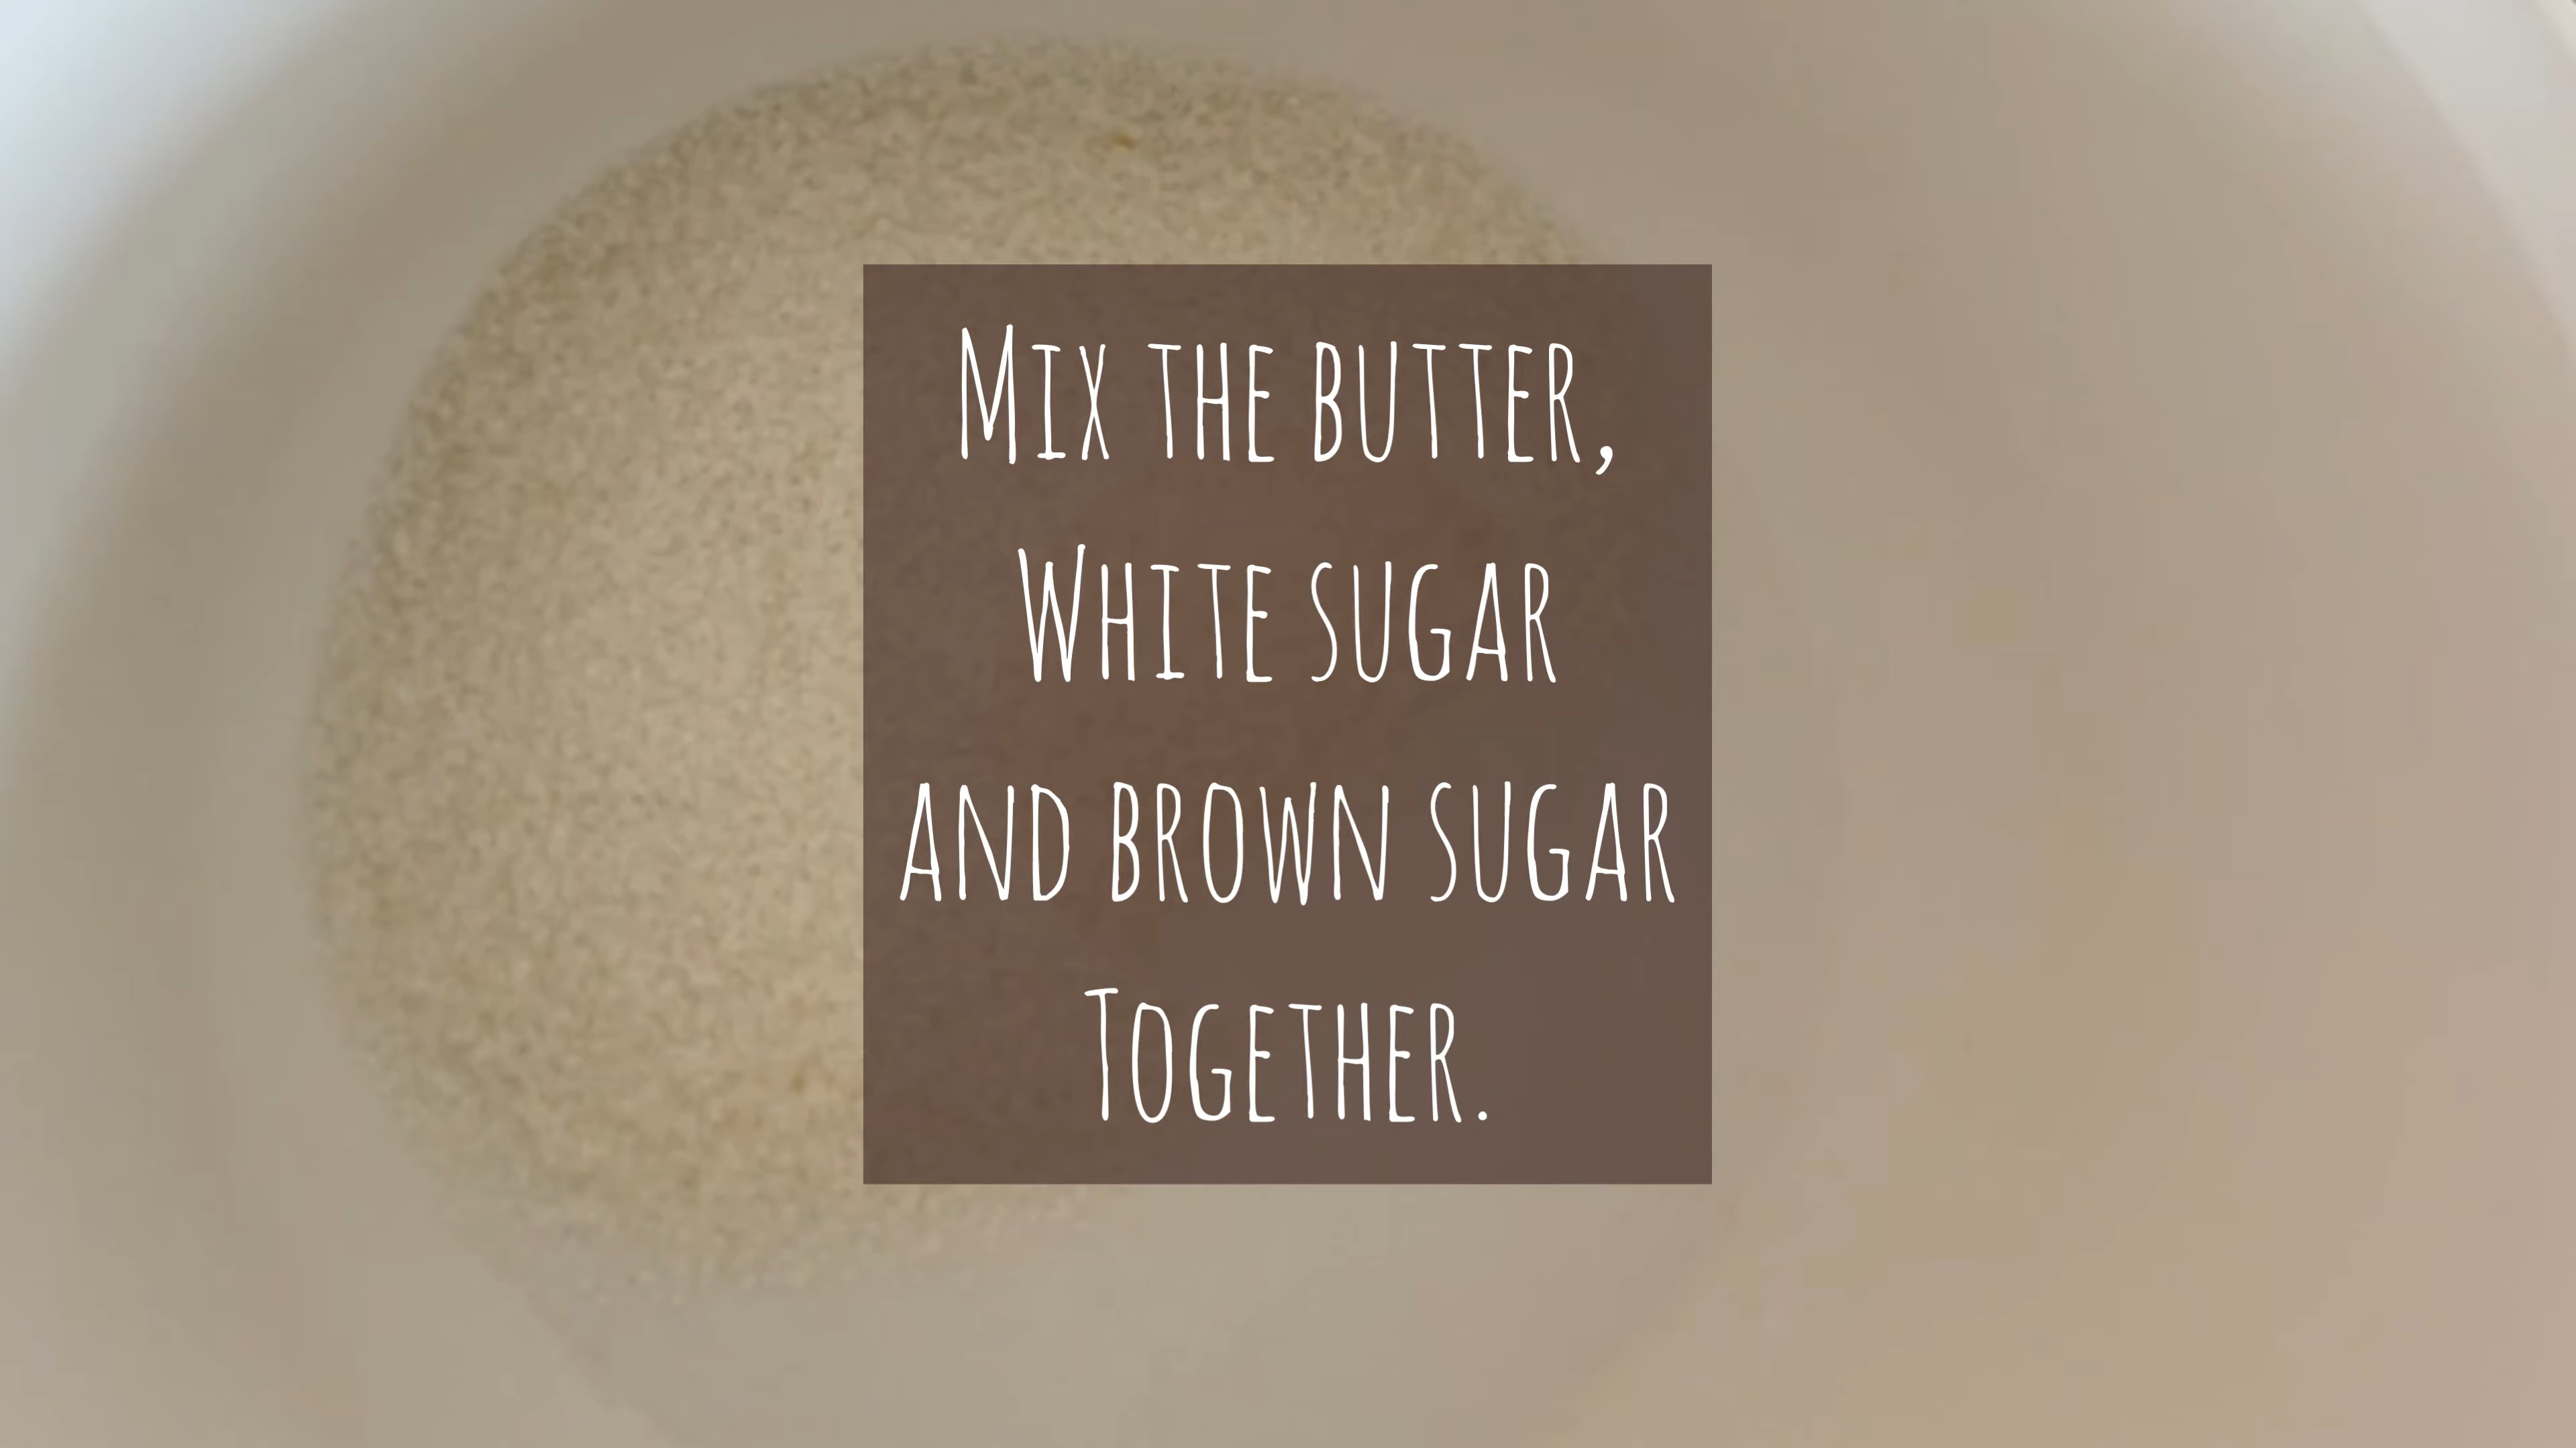 Mix the butter,
White sugar
and brown sugar
Together.